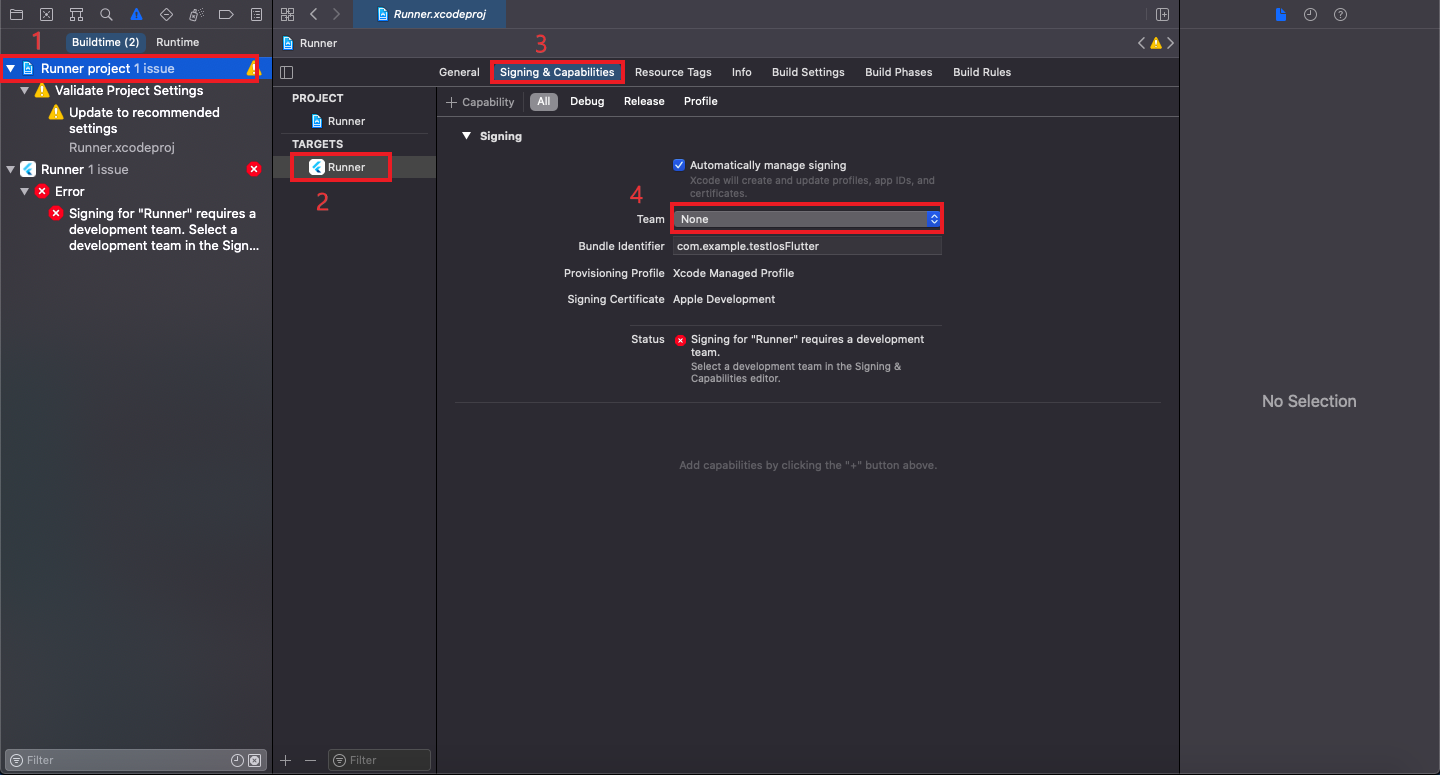 Runner.xcodeproj
1
Buildtime (2)
Runtime
Runner project 1 issue
Validate Project Settings
Update to recommended
settings
Runner.xcodeproj
Runner 1 issue
Error
Signing for "Runner" requires a
development team. Select a
development team in the Sign...
Filter
Runner
3
General
Signing & Capabilities
Resource Tags
Info
Build Settings
Build Phases
Build Rules
PROJECT
Runner
TARGETS
Runner
2
Filter
+ Capability
All
Debug
Release
Profile
Signing
Automatically manage signing
Xcode will create and update profiles, app IDs, and
certificates.
4
Team
None
Bundle Identifier
com.example.testIosFlutter
Provisioning Profile
Xcode Managed Profile
Signing Certificate
Apple Development
Status
Signing for "Runner" requires a development
team.
Select a development team in the Signing &
Capabilities editor.
Add capabilities by clicking the "+" button above.
No Selection